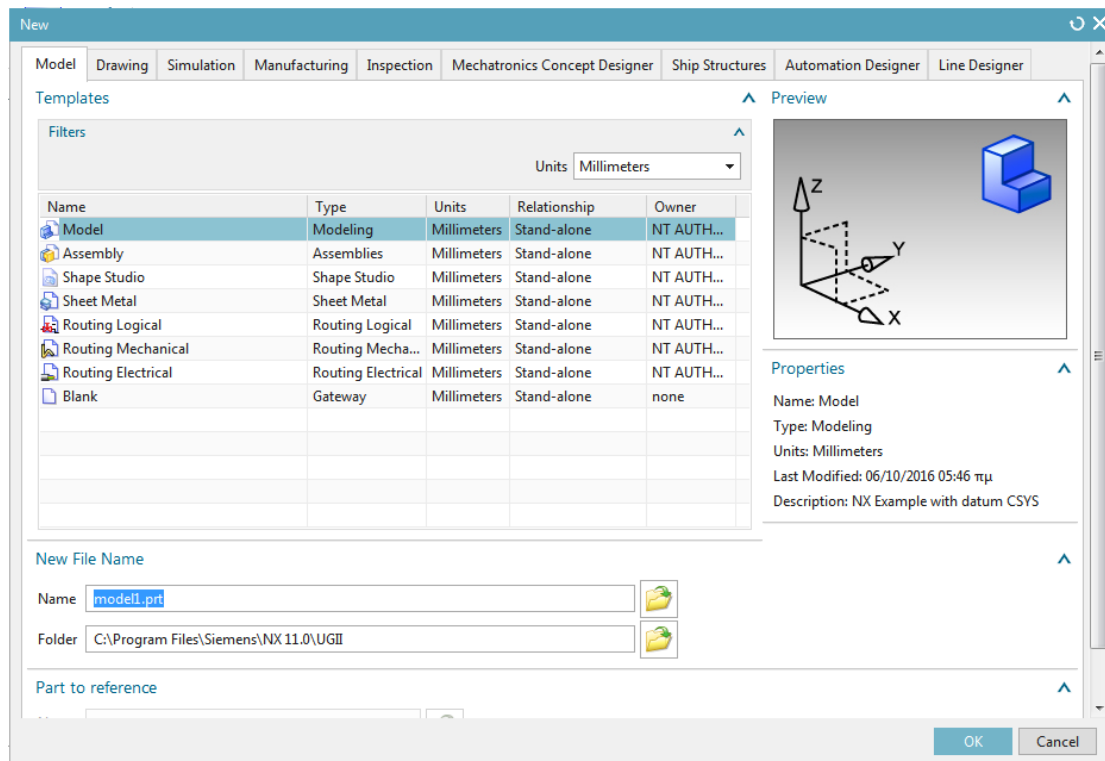 New
Model Drawing Simulation Manufacturing Inspection Mechatronics Concept Designer Ship Structures Automation Designer Line Designer
Templates
Filters
Units Millimeters
Name Type Units Relationship Owner
Model Modeling Millimeters Stand-alone NT AUTH...
Assembly Assemblies Millimeters Stand-alone NT AUTH...
Shape Studio Shape Studio Millimeters Stand-alone NT AUTH...
Sheet Metal Sheet Metal Millimeters Stand-alone NT AUTH...
Routing Logical Routing Logical Millimeters Stand-alone NT AUTH...
Routing Mechanical Routing Mecha... Millimeters Stand-alone NT AUTH...
Routing Electrical Routing Electrical Millimeters Stand-alone NT AUTH...
Blank Gateway Millimeters Stand-alone none
Preview
Z
Y
X
Properties
Name: Model
Type: Modeling
Units: Millimeters
Last Modified: 06/10/2016 05:46 πμ
Description: NX Example with datum CSYS
New File Name
Name model1.prt
Folder C:\Program Files\Siemens\NX 11.0\UGII
Part to reference
OK Cancel